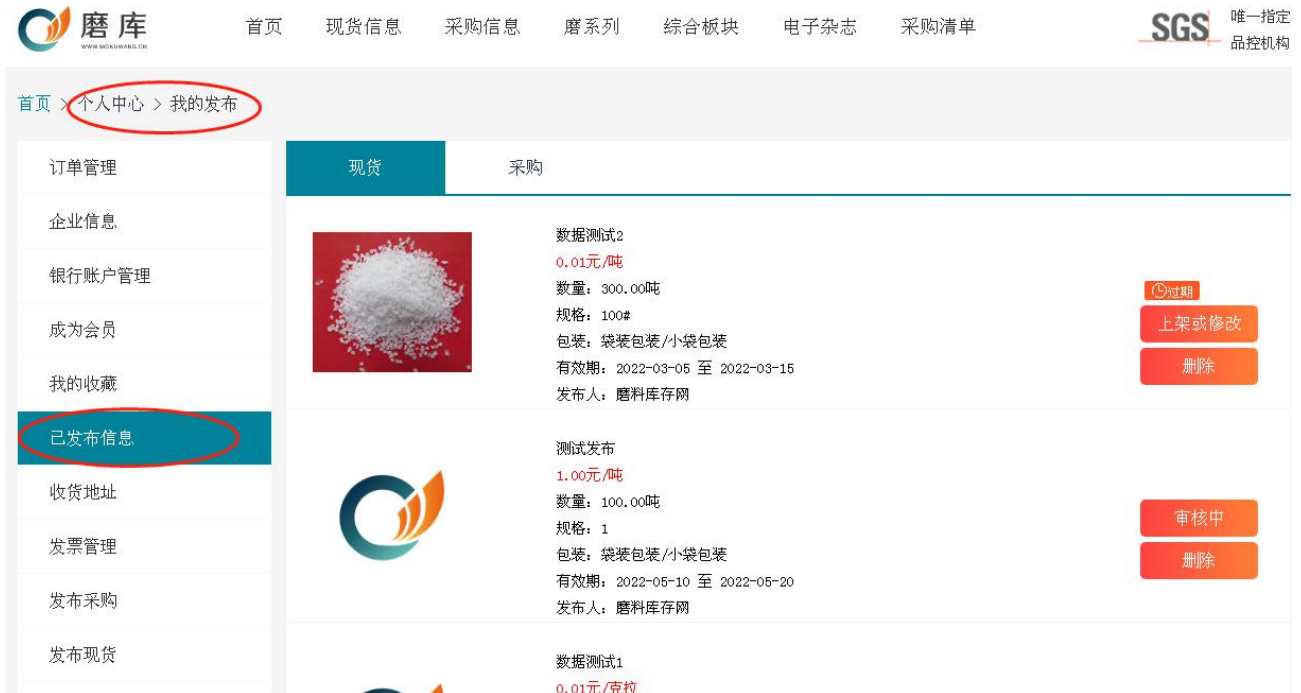 磨库
WWW.MOKUWANG.CN
首页 现货信息 采购信息 磨系列 综合板块 电子杂志 采购清单
SGS
唯一指定
品控机构
首页 > 个人中心 > 我的发布
订单管理
企业信息
银行账户管理
成为会员
我的收藏
已发布信息
收货地址
发票管理
发布采购
发布现货
现货 采购
数据测试2
0.01元/吨
数量：300.00吨
规格：100#
包装：袋装包装/小袋包装
有效期：2022-03-05 至 2022-03-15
发布人：磨料库存网
过期
上架或修改
删除
测试发布
1.00元/吨
数量：100.00吨
规格：1
包装：袋装包装/小袋包装
有效期：2022-05-10 至 2022-05-20
发布人：磨料库存网
审核中
删除
数据测试1
0.01元/克拉